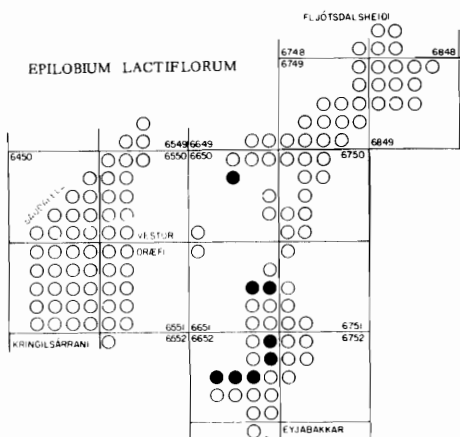 FLJÓTSDALSHEIÐI
6748 6848
6749
EPILOBIUM LACTIFLORUM
6549 6649 6849
6450 6550 6650 6750
VESTUR
ÖRÆFI
6551 6651 6751
KRINGILSÁRRANI 6552 6652 6752
EYJABAKKAR